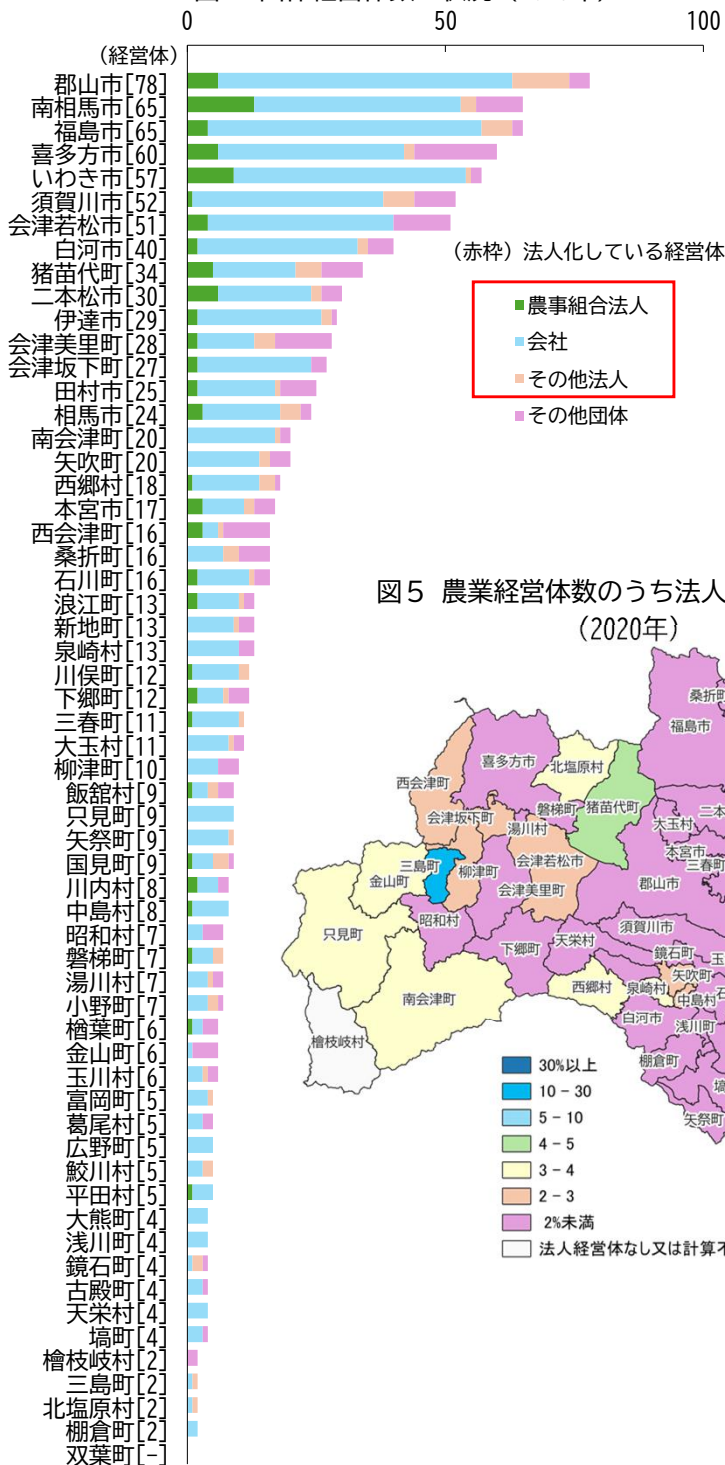 0
50
100
(経営体)
郡山市[78]
南相馬市[65]
福島市[65]
喜多方市[60]
いわき市[57]
須賀川市[52]
会津若松市[51]
白河市[40]
猪苗代町[34]
二本松市[30]
伊達市[29]
会津美里町[28]
会津坂下町[27]
田村市[25]
相馬市[24]
南会津町[20]
矢吹町[20]
西郷村[18]
本宮市[17]
西会津町[16]
桑折町[16]
石川町[16]
浪江町[13]
新地町[13]
泉崎村[13]
川俣町[12]
下郷町[12]
三春町[11]
大玉村[11]
柳津町[10]
飯舘村[9]
只見町[9]
矢祭町[9]
国見町[9]
川内村[8]
中島村[8]
昭和村[7]
磐梯町[7]
湯川村[7]
小野町[7]
楢葉町[6]
金山町[6]
玉川村[6]
富岡町[5]
葛尾村[5]
広野町[5]
鮫川村[5]
平田村[5]
大熊町[4]
浅川町[4]
鏡石町[4]
古殿町[4]
天栄村[4]
塙町[4]
檜枝岐村[2]
三島町[2]
北塩原村[2]
棚倉町[2]
双葉町[-]
(赤枠)法人化している経営体
農事組合法人
会社
その他法人
その他団体
図5 農業経営体数のうち法人
(2020年)
桑折町
福島市
喜多方市
北塩原村
西会津町
猪苗代町
磐梯町
二本
会津坂下町
湯川村
大玉村
本宮市
会津若松市
三春町
三島町
柳津町
金山町
郡山市
会津美里町
昭和村
須賀川市
只見町
天栄村
下郷町
鏡石町
玉
矢吹町
西郷村
泉崎村
南会津町
中島村
石
白河市
浅川町
檜枝岐村
棚倉町
塙
矢祭町
30%以上
10 - 30
5 - 10
4 - 5
3 - 4
2 - 3
2%未満
法人経営体なし又は計算不